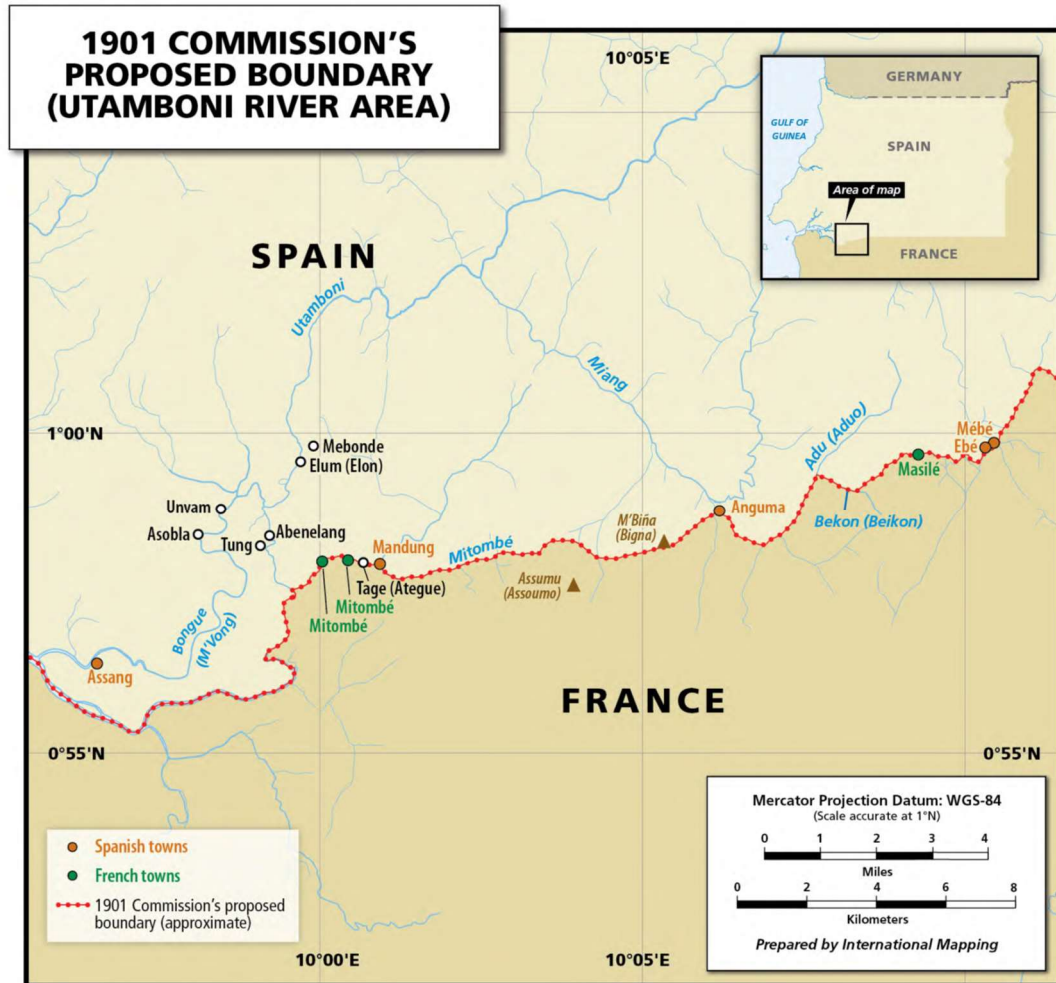 1901 COMMISSION'S
PROPOSED BOUNDARY
(UTAMBONI RIVER AREA)
10°05'E
GERMANY
GULF OF
GUINEA
SPAIN
Area of map
FRANCE
SPAIN
Utamboni
Miang
1°00'N
Mebonde
Elum (Elon)
Adu (Aduo)
Mébé
Ebé
Masilé
Unvam
Asobla
Abenelang
Tung
Anguma
Bekon (Beikon)
M'Biña
(Bigna)
Mandung
Mitombé
Tage (Ategue)
Assumu
(Assoumo)
Mitombé
Mitombé
Bongue
(M'Vong)
Assang
FRANCE
0°55'N
0°55'N
Spanish towns
French towns
1901 Commission's proposed
boundary (approximate)
10°00'E
10°05'E
Mercator Projection Datum: WGS-84
(Scale accurate at 1°N)
0 1 2 3 4
Miles
0 2 4 6 8
Kilometers
Prepared by International Mapping